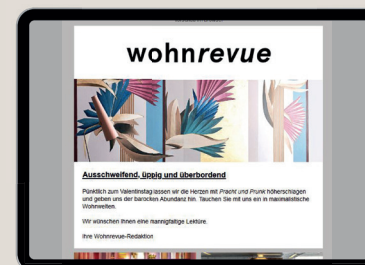 wohnrevue
Ausschweifend, üppig und überbordend
Pünktlich zum Valentinstag lassen wir die Herzen mit Pracht und Prunk höherschlagen
und geben uns der barocken Abundanz hin. Tauchen Sie mit uns ein in maximalistische
Wohnwelten.
Wir wünschen Ihnen eine mannigfaltige Lektüre.
Ihre Wohnrevue-Redaktion